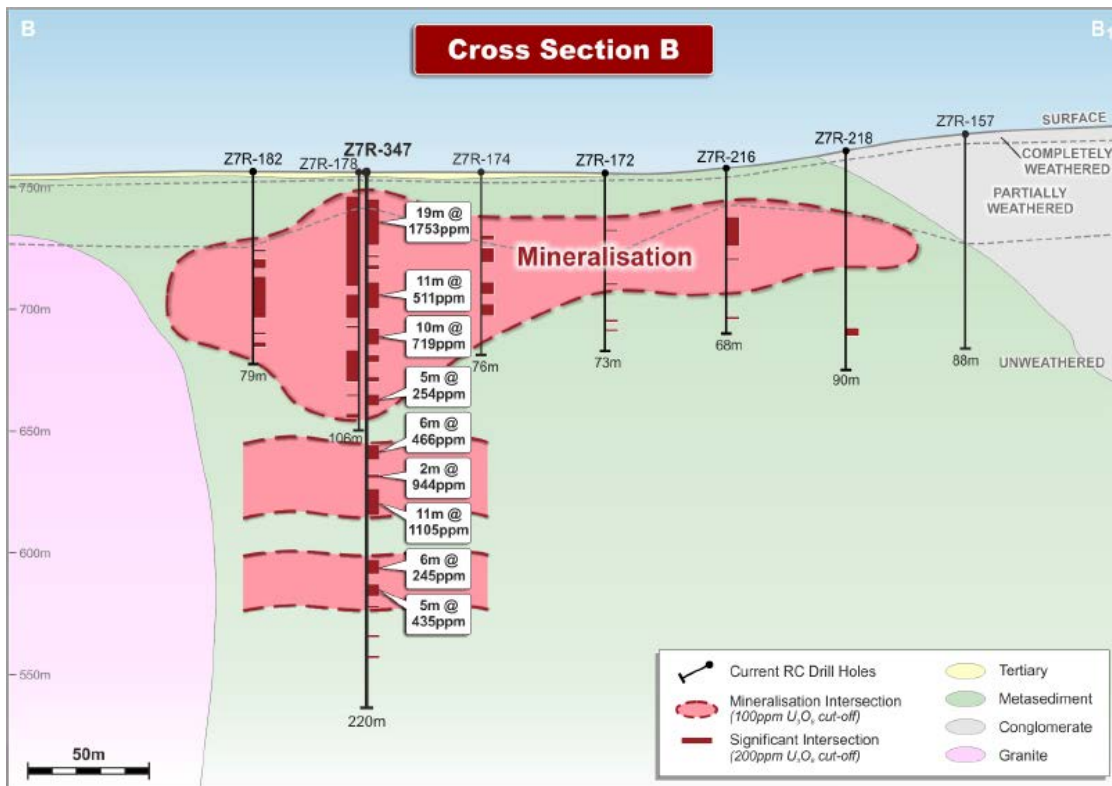 B
Cross Section B
B₁
Z7R-182
Z7R-178
Z7R-347
Z7R-174
Z7R-172
Z7R-216
Z7R-218
Z7R-157
SURFACE
COMPLETELY
WEATHERED
PARTIALLY
WEATHERED
UNWEATHERED
750m
700m
650m
600m
550m
Mineralisation
19m @
1753ppm
11m @
511ppm
10m @
719ppm
5m @
254ppm
6m @
466ppm
2m @
944ppm
11m @
1105ppm
6m @
245ppm
5m @
435ppm
79m
106m
76m
73m
68m
90m
88m
220m
50m
Current RC Drill Holes
Mineralisation Intersection
(100ppm U₃O₈ cut-off)
Significant Intersection
(200ppm U₃O₈ cut-off)
Tertiary
Metasediment
Conglomerate
Granite